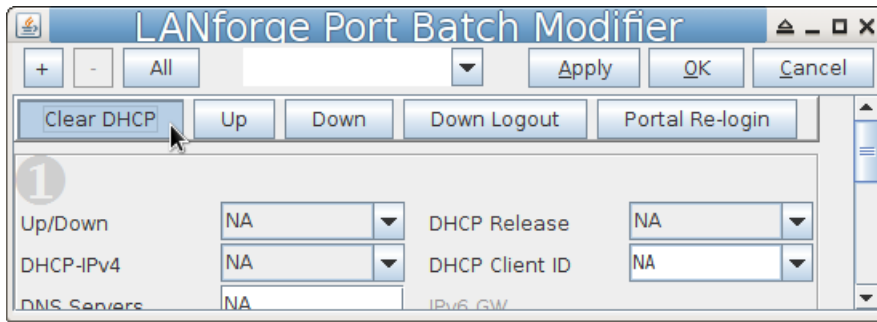 LANforge Port Batch Modifier
+ - All Apply OK Cancel
Clear DHCP Up Down Down Logout Portal Re-login
1
Up/Down NA DHCP Release NA
DHCP-IPv4 NA DHCP Client ID NA
DNS Servers NA IPv6 GW